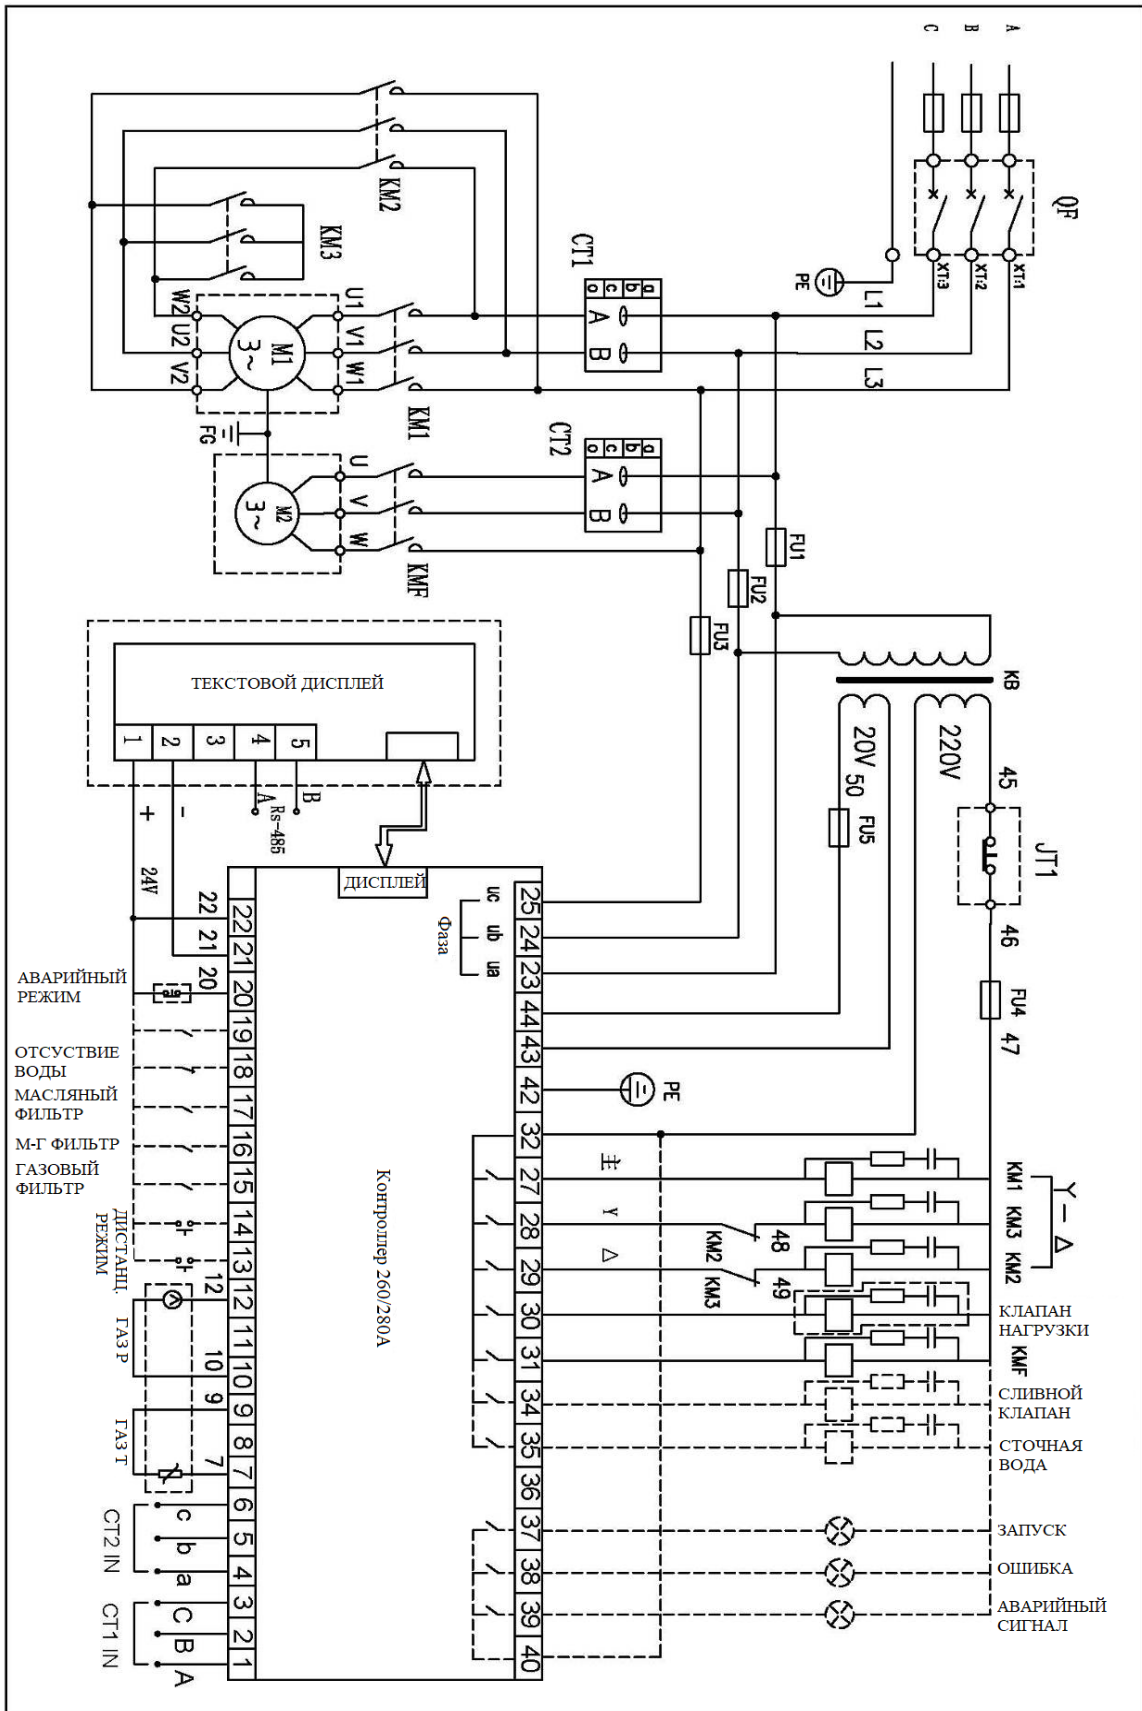 C
B
A
QF
XT:3
XT:2
XT:1
PE
KM2
KM3
CT1
c
c
b
a
A
B
L1
L2
L3
W2
U2
V2
M1
3~
U1
V1
W1
KM1
FG
CT2
c
c
b
a
A
B
M2
3~
U
V
W
KMF
FU1
FU2
FU3
KB
20V
220V
50
FU5
45
JT1
46
FU4
47
ТЕКСТОВОЙ ДИСПЛЕЙ
1
2
3
4
5
+
-
A
B
Rs-485
24V
ДИСПЛЕЙ
uc
ub
ua
Фаза
25
24
23
44
43
42
32
27
28
29
30
31
34
35
36
37
38
39
40
PE
主
Y
△
KM2
48
KM3
49
KM1
KM3
KM2
Y–△
КЛАПАН
НАГРУЗКИ
KMF
СЛИВНОЙ
КЛАПАН
СТОЧНАЯ
ВОДА
ЗАПУСК
ОШИБКА
АВАРИЙНЫЙ
СИГНАЛ
Контроллер 260/280А
22
21
20
22
21
20
19
18
17
16
15
14
13
12
11
10
9
8
7
6
5
4
3
2
1
АВАРИЙНЫЙ
РЕЖИМ
ОТСУСТВИЕ
ВОДЫ
МАСЛЯНЫЙ
ФИЛЬТР
М-Г ФИЛЬТР
ГАЗОВЫЙ
ФИЛЬТР
ДИСТАНЦ.
РЕЖИМ
12
10
ГАЗ Р
9
7
ГАЗ Т
c
b
a
CT2 IN
C
B
A
CT1 IN